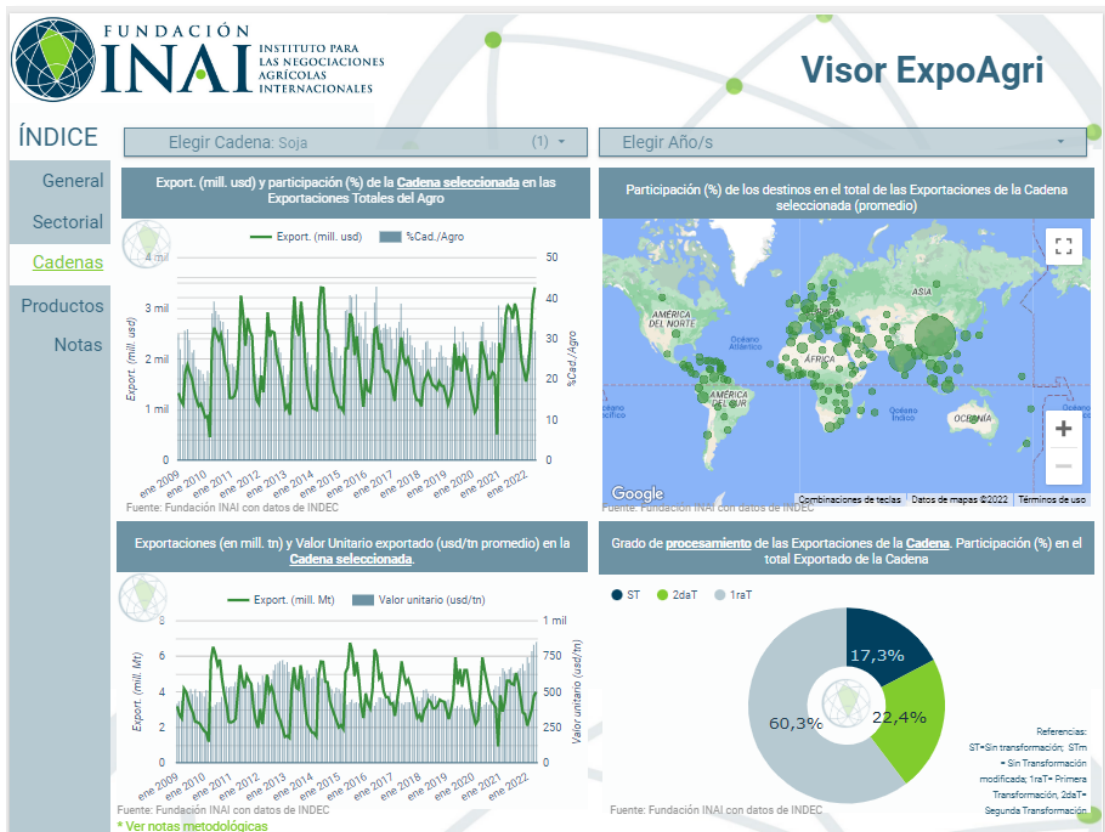 FUNDACIÓN
INAI
INSTITUTO PARA
LAS NEGOCIACIONES
AGRÍCOLAS
INTERNACIONALES
Visor ExpoAgri
ÍNDICE
General
Sectorial
Cadenas
Productos
Notas
Elegir Cadena: Soja (1)
Elegir Año/s
Export. (mill. usd) y participación (%) de la Cadena seleccionada en las
Exportaciones Totales del Agro
Export. (mill. usd) %Cad./Agro
4 mil
3 mil
2 mil
1 mil
0
Export. (mill. usd)
50
40
30
20
10
0
%Cad./Agro
ene 2009 ene 2010 ene 2011 ene 2012 ene 2013 ene 2014 ene 2015 ene 2016 ene 2017 ene 2018 ene 2019 ene 2020 ene 2021 ene 2022
Fuente: Fundación INAI con datos de INDEC
Participación (%) de los destinos en el total de las Exportaciones de la Cadena
seleccionada (promedio)
AMÉRICA
DEL NORTE
Océano
Atlántico
ASIA
ÁFRICA
AMÉRICA
DEL SUR
Océano
Índico
OCEANÍA
Google
Combinaciones de teclas Datos de mapas ©2022 Términos de uso
Fuente: Fundación INAI con datos de INDEC
Exportaciones (en mill. tn) y Valor Unitario exportado (usd/tn promedio) en la
Cadena seleccionada.
Export. (mill. Mt) Valor unitario (usd/tn)
8
6
4
2
0
Export. (mill. Mt)
1 mil
750
500
250
0
Valor unitario (usd/tn)
ene 2009 ene 2010 ene 2011 ene 2012 ene 2013 ene 2014 ene 2015 ene 2016 ene 2017 ene 2018 ene 2019 ene 2020 ene 2021 ene 2022
Fuente: Fundación INAI con datos de INDEC
* Ver notas metodológicas
Grado de procesamiento de las Exportaciones de la Cadena. Participación (%) en el
total Exportado de la Cadena
ST 2daT 1raT
17,3%
22,4%
60,3%
Referencias:
ST=Sin transformación; STm
= Sin Transformación
modificada; 1raT= Primera
Transformación, 2daT=
Segunda Transformación
Fuente: Fundación INAI con datos de INDEC